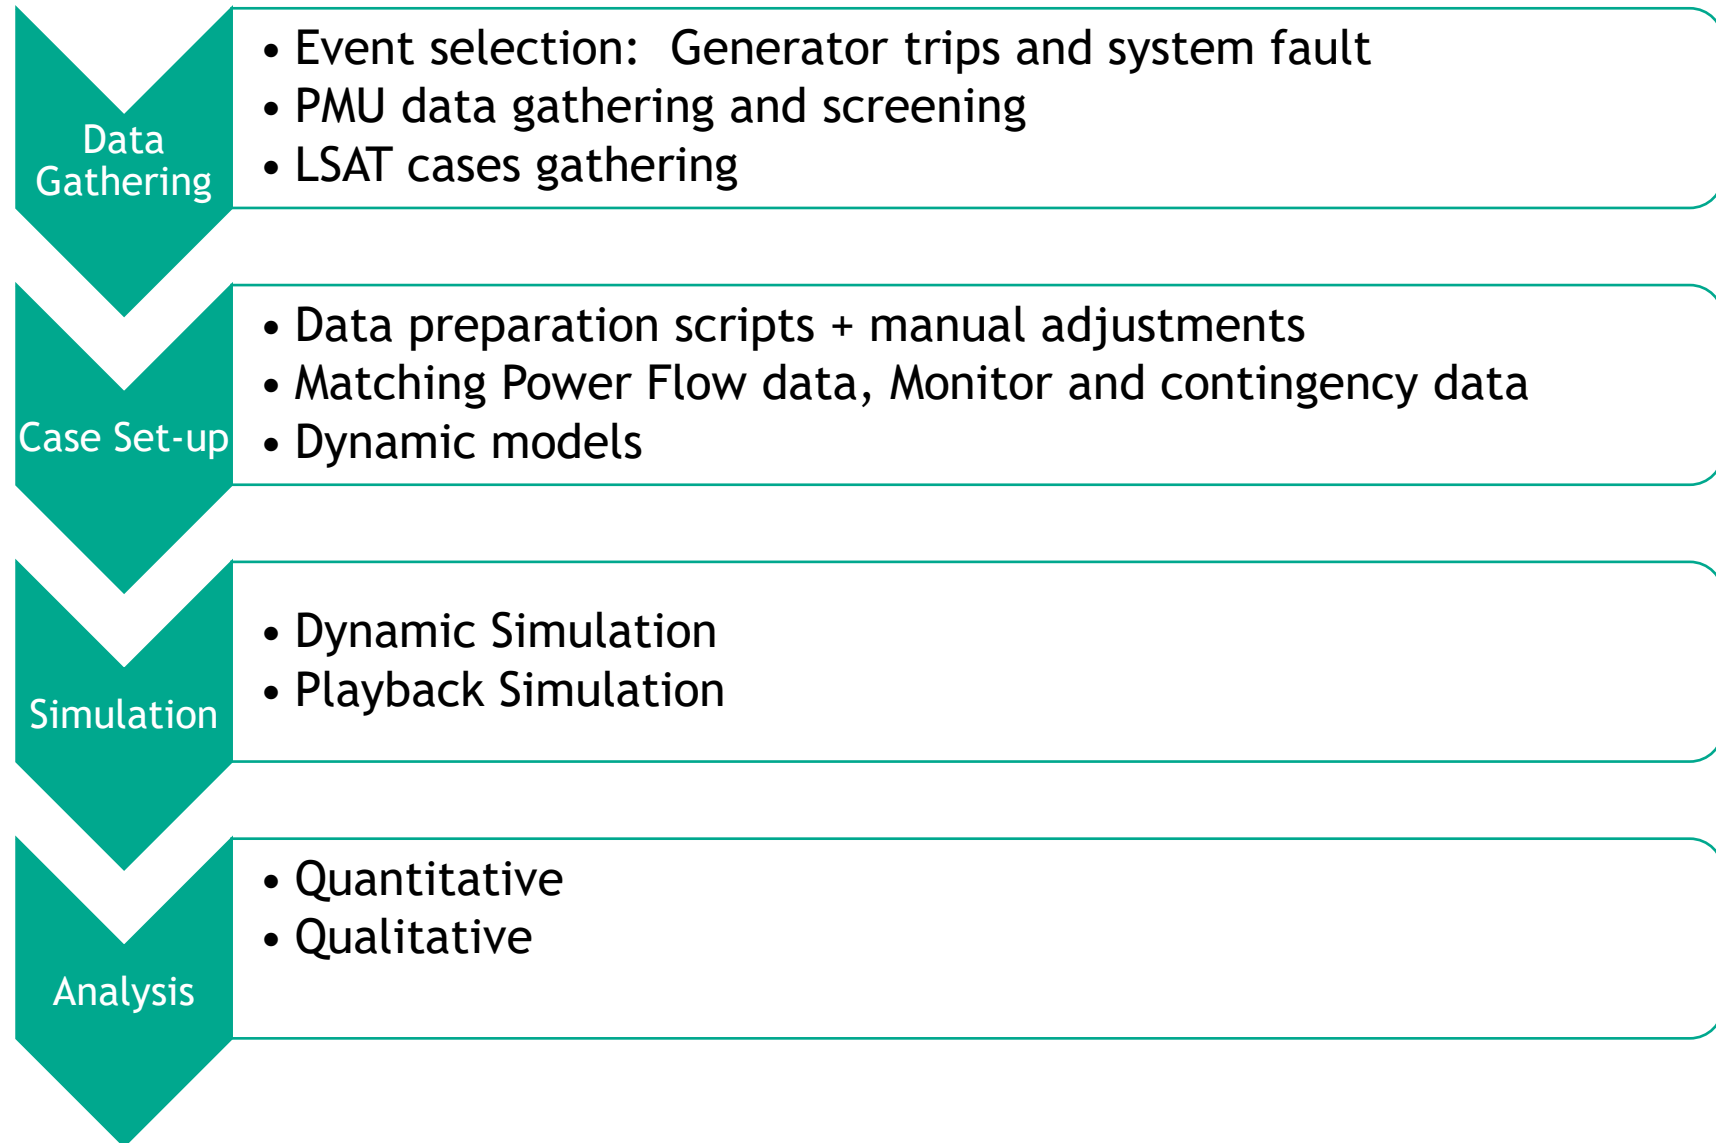 Data
Gathering
• Event selection:  Generator trips and system fault
• PMU data gathering and screening
• LSAT cases gathering
Case Set-up
• Data preparation scripts + manual adjustments
• Matching Power Flow data, Monitor and contingency data
• Dynamic models
Simulation
• Dynamic Simulation
• Playback Simulation
Analysis
• Quantitative
• Qualitative